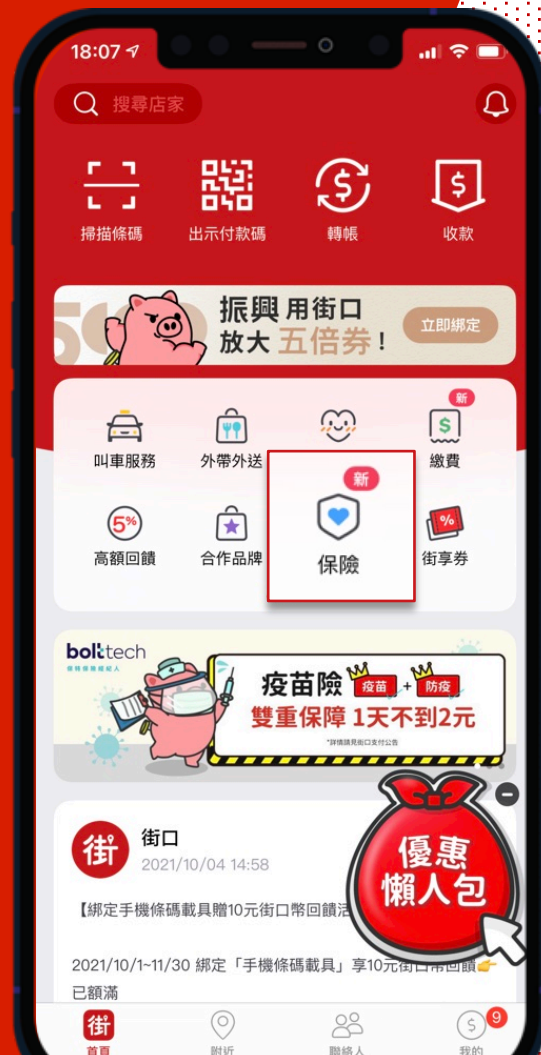 18:07
搜尋店家
掃描條碼
出示付款碼
轉帳
收款
振興用街口
放大五倍券!
立即綁定
叫車服務
外帶外送
新
繳費
5%
高額回饋
合作品牌
新
保險
%
街享券
bolttech
疫苗險 疫苗 + 防疫
雙重保障 1天不到2元
*詳情請見街口支付公告
優惠
懶人包
街
街口
2021/10/04 14:58
【綁定手機條碼載具贈10元街口幣回饋活
2021/10/1~11/30 綁定「手機條碼載具」享10元街口幣回饋👉
已額滿
街
首頁
附近
聯絡人
9
我的